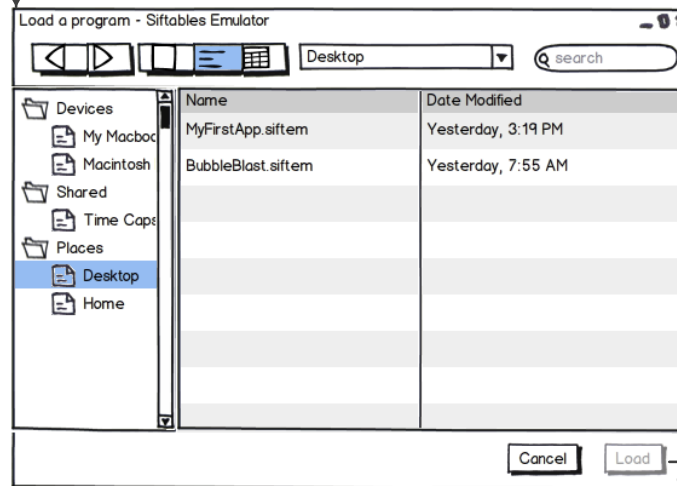 Load a program - Siftables Emulator
Desktop
search
Devices
My Macboo
Macintosh
Shared
Time Caps
Places
Desktop
Home
Name Date Modified
MyFirstApp.siftem Yesterday, 3:19 PM
BubbleBlast.siftem Yesterday, 7:55 AM
Cancel Load